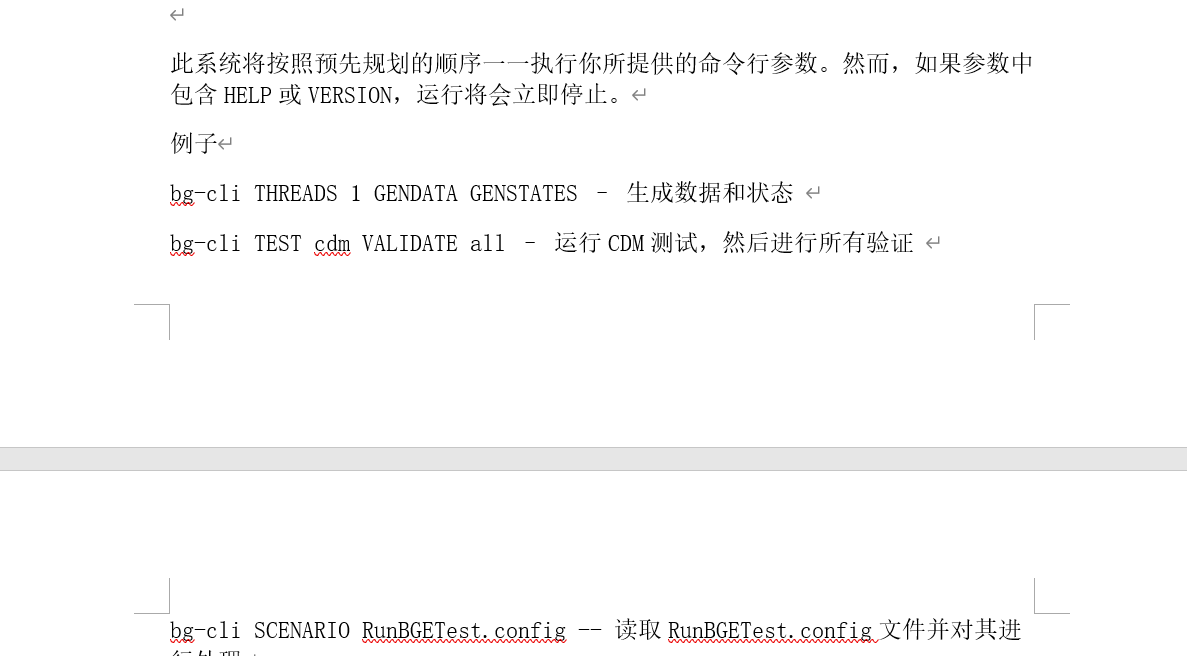 此系统将按照预先规划的顺序一一执行你所提供的命令行参数。然而，如果参数中
包含 HELP 或 VERSION，运行将会立即停止。
例子
bg-cli THREADS 1 GENDATA GENSTATES – 生成数据和状态
bg-cli TEST cdm VALIDATE all – 运行 CDM 测试，然后进行所有验证
bg-cli SCENARIO RunBGETest.config -- 读取 RunBGETest.config 文件并对其进
行处理